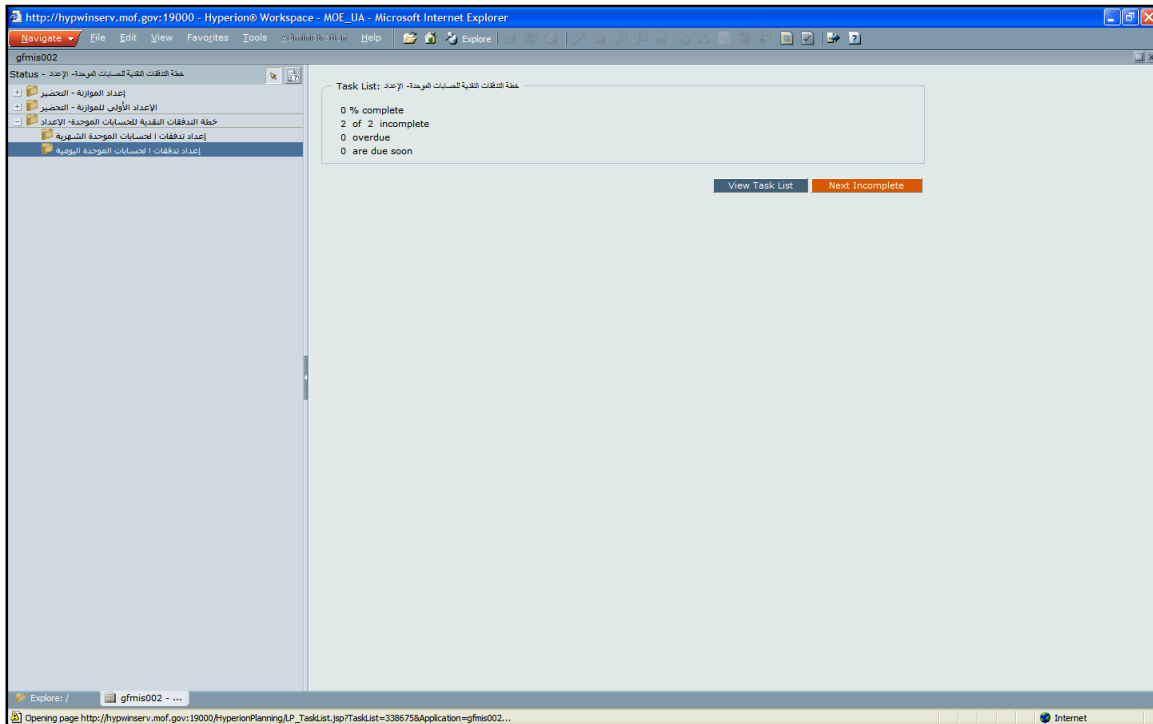 http://hypwinserv.mof.gov:19000 - Hyperion® Workspace - MOE_UA - Microsoft Internet Explorer
Navigate File Edit View Favorites Tools Administration Help Explore
gfmis002
Status - خطة التدفقات النقدية للحسابات الموحدة- الإعداد
إعداد الموازنة - التحضير
الإعداد الأولي للموازنة - التحضير
خطة التدفقات النقدية للحسابات الموحدة- الإعداد
إعداد تدفقات ا لحسابات الموحدة الشهرية
إعداد تدفقات ا لحسابات الموحدة اليومية
Task List: خطة التدفقات النقدية للحسابات الموحدة- الإعداد
0 % complete
2 of 2 incomplete
0 overdue
0 are due soon
View Task List Next Incomplete
Explore: / gfmis002 - ...
Opening page http://hypwinserv.mof.gov:19000/HyperionPlanning/LP_TaskList.jsp?TaskList=338675&Application=gfmis002... Internet